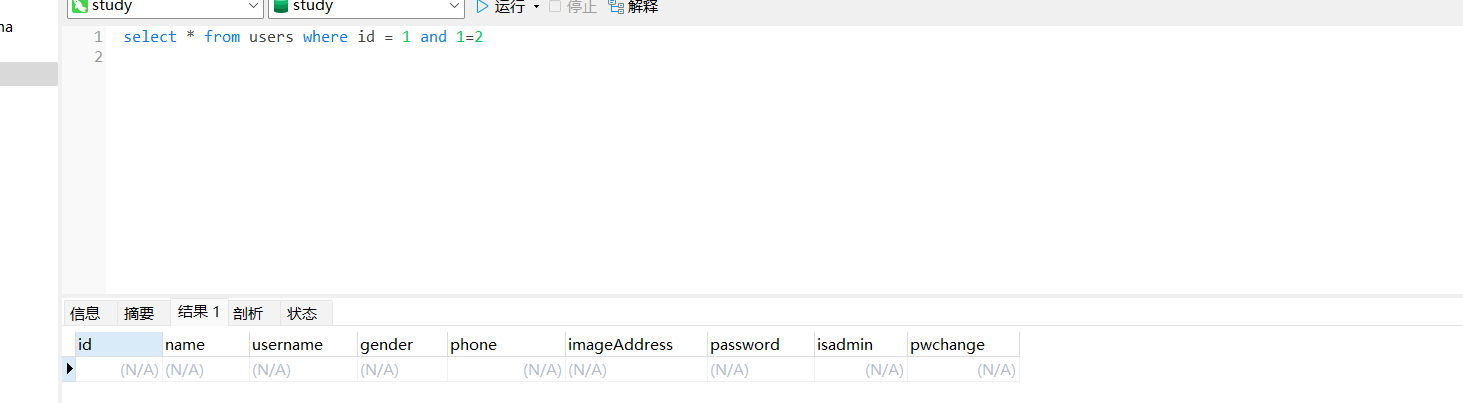 study study 运行 停止 解释
na
1 select * from users where id = 1 and 1=2
2
信息 摘要 结果 1 剖析 状态
id name username gender phone imageAddress password isadmin pwchange
(N/A) (N/A) (N/A) (N/A) (N/A) (N/A) (N/A) (N/A) (N/A)